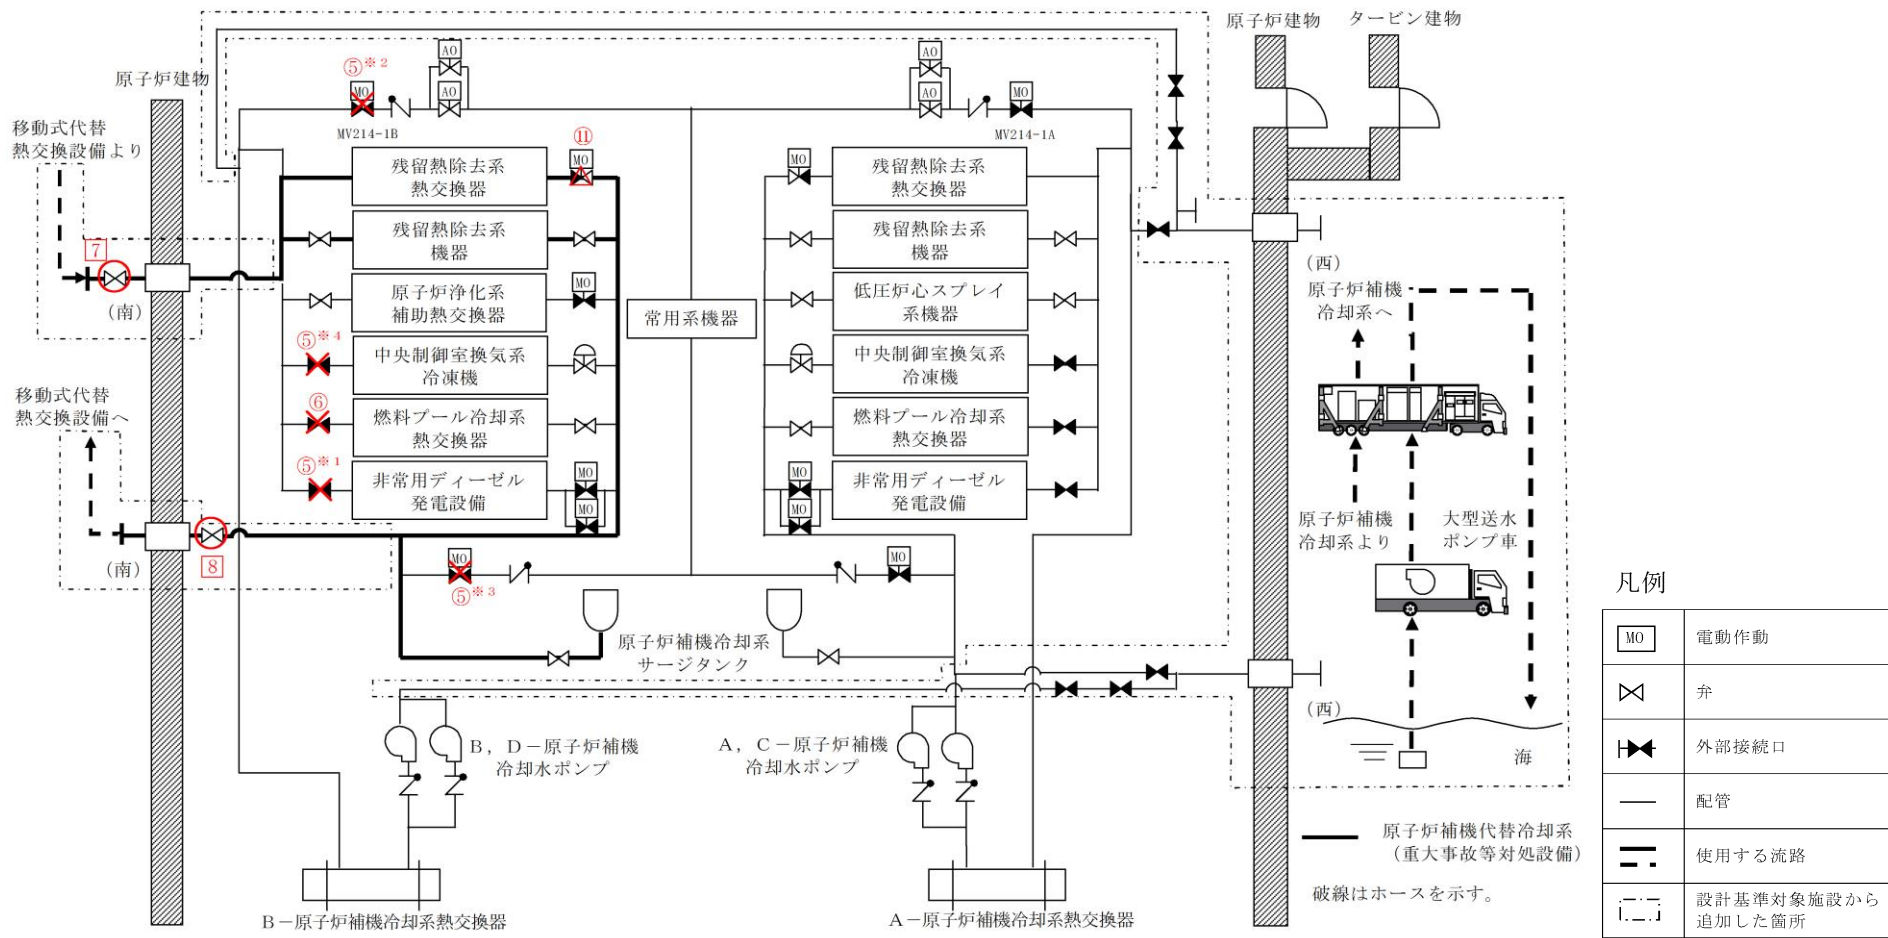 原子炉建物
タービン建物
原子炉建物
⑤※2
MO
AO
AO
AO
AO
MO
MV214-1B
MV214-1A
移動式代替
熱交換設備より
7
(南)
⑪
MO
残留熱除去系
熱交換器
残留熱除去系
機器
原子炉浄化系
補助熱交換器
MO
⑤※4
中央制御室換気系
冷凍機
⑥
燃料プール冷却系
熱交換器
⑤※1
非常用ディーゼル
発電設備
MO
MO
常用系機器
MO
残留熱除去系
熱交換器
残留熱除去系
機器
低圧炉心スプレイ
系機器
中央制御室換気系
冷凍機
燃料プール冷却系
熱交換器
MO
MO
非常用ディーゼル
発電設備
移動式代替
熱交換設備へ
8
(南)
MO
⑤※3
MO
原子炉補機冷却系
サージタンク
B,D-原子炉補機
冷却水ポンプ
A,C-原子炉補機
冷却水ポンプ
B-原子炉補機冷却系熱交換器
A-原子炉補機冷却系熱交換器
(西)
原子炉補機
冷却系へ
原子炉補機
冷却系より
大型送水
ポンプ車
(西)
海
原子炉補機代替冷却系
(重大事故等対処設備)
破線はホースを示す。
凡例
MO
電動作動
弁
外部接続口
配管
使用する流路
設計基準対象施設から
追加した箇所